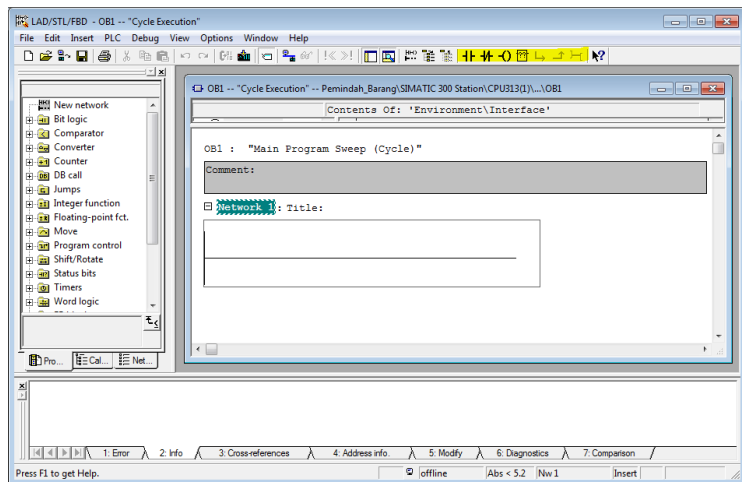 LAD/STL/FBD - OB1 -- "Cycle Execution"
File Edit Insert PLC Debug View Options Window Help
New network
Bit logic
Comparator
Converter
Counter
DB call
Jumps
Integer function
Floating-point fct.
Move
Program control
Shift/Rotate
Status bits
Timers
Word logic
Pro... Cal... Net...
OB1 -- "Cycle Execution" -- Pemindah_Barang\SIMATIC 300 Station\CPU313(1)\...\OB1
Contents Of: 'Environment\Interface'
OB1 : "Main Program Sweep (Cycle)"
Comment:
Network 1: Title:
1: Error 2: Info 3: Cross-references 4: Address info. 5: Modify 6: Diagnostics 7: Comparison
Press F1 to get Help. offline Abs < 5.2 Nw 1 Insert